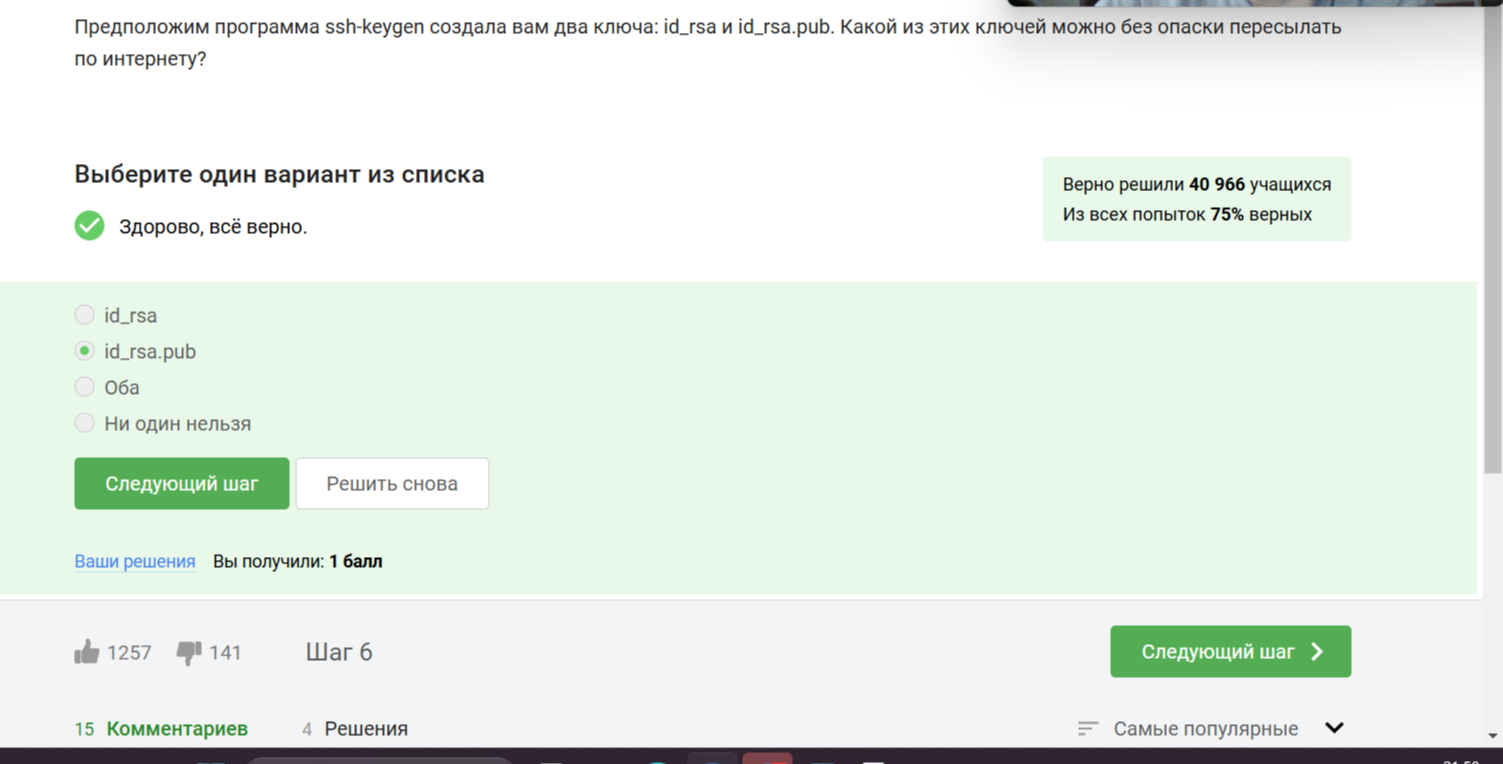 Предположим программа ssh-keygen создала вам два ключа: id_rsa и id_rsa.pub. Какой из этих ключей можно без опаски пересылать
по интернету?
Выберите один вариант из списка
Здорово, всё верно.
Верно решили 40 966 учащихся
Из всех попыток 75% верных
id_rsa
id_rsa.pub
Оба
Ни один нельзя
Следующий шаг
Решить снова
Ваши решения Вы получили: 1 балл
1257 141 Шаг 6
Следующий шаг
15 Комментариев 4 Решения
Самые популярные